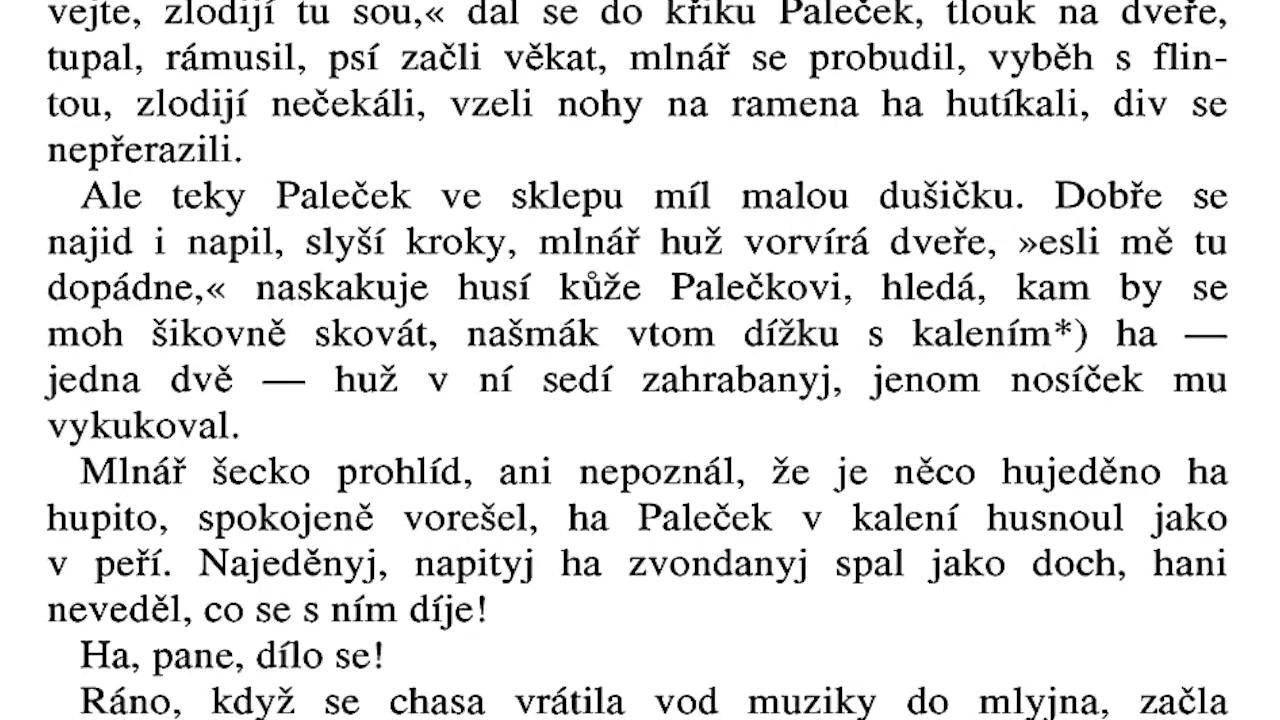 vejte, zlodijí tu sou,« dal se do křiku Paleček, tlouk na dveře,
tupal, rámusil, psí začli věkat, mlnář se probudil, vyběh s flin-
tou, zlodijí nečekáli, vzeli nohy na ramena ha hutíkali, div se
nepřerazili.
Ale teky Paleček ve sklepu míl malou dušičku. Dobře se
najid i napil, slyší kroky, mlnář huž vorvírá dveře, »esli mě tu
dopádne,« naskakuje husí kůže Palečkovi, hledá, kam by se
moh šikovně skovát, našmák vtom dížku s kalením*) ha —
jedna dvě — huž v ní sedí zahrabanyj, jenom nosíček mu
vykukoval.
Mlnář šecko prohlíd, ani nepoznál, že je něco hujeděno ha
hupito, spokojeně vorešel, ha Paleček v kalení husnoul jako
v peří. Najeděnyj, napityj ha zvondanyj spal jako doch, hani
neveděl, co se s ním díje!
Ha, pane, dílo se!
Ráno, když se chasa vrátila vod muziky do mlyjna, začla